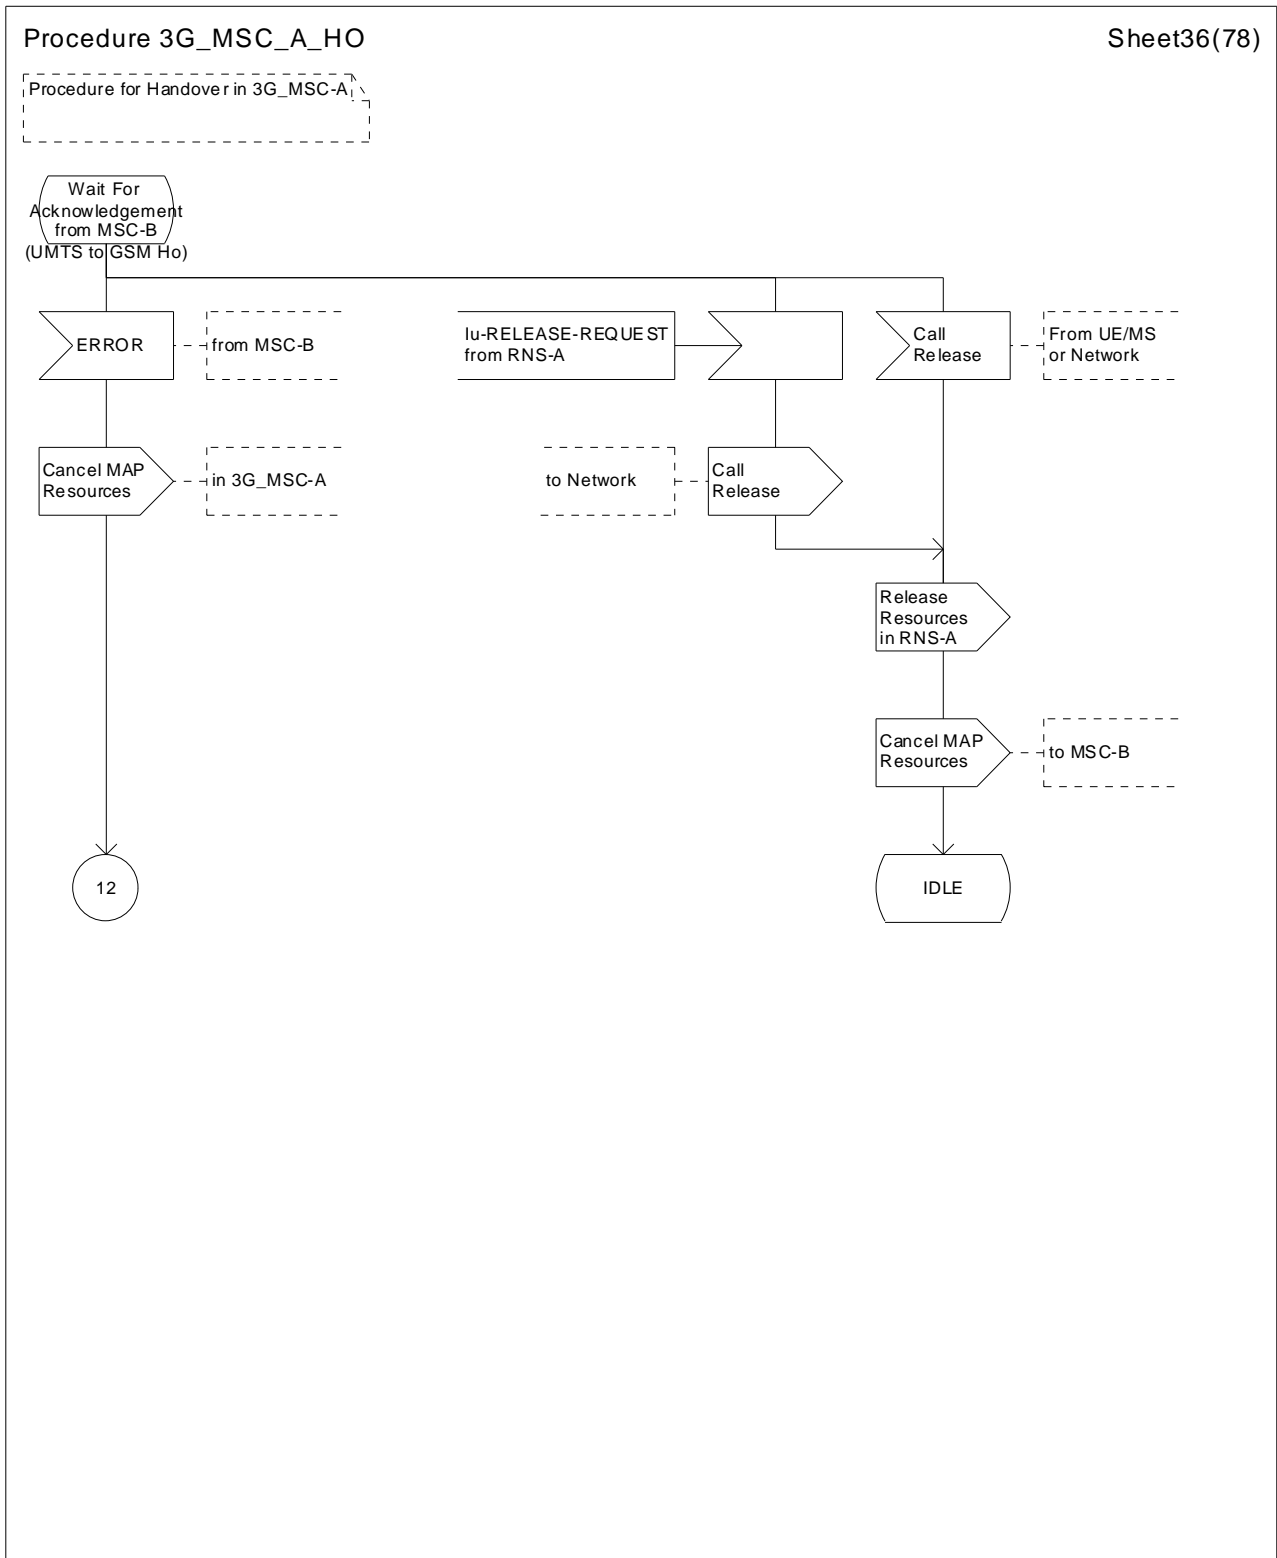 Procedure 3G_MSC_A_HO
Sheet36(78)
Procedure for Handover in 3G_MSC-A
Wait For
Acknowledgement
from MSC-B
(UMTS to GSM Ho)
ERROR
from MSC-B
Iu-RELEASE-REQUEST
from RNS-A
Call
Release
From UE/MS
or Network
Cancel MAP
Resources
in 3G_MSC-A
to Network
Call
Release
Release
Resources
in RNS-A
Cancel MAP
Resources
to MSC-B
12
IDLE